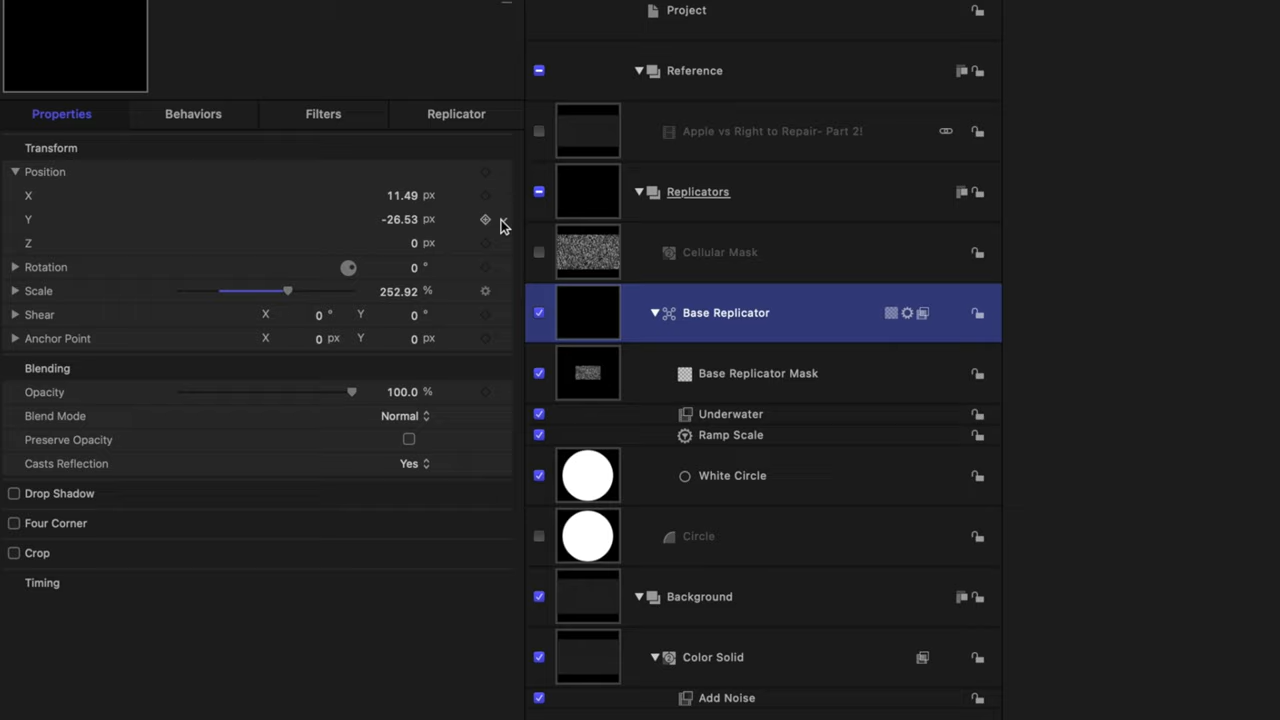 Project
Reference
Properties Behaviors Filters Replicator
Apple vs Right to Repair- Part 2!
Transform
Position
X 11.49 px
Replicators
Y -26.53 px
Z 0 px
Cellular Mask
Rotation 0 °
Scale 252.92 %
Shear X 0 ° Y 0 °
Base Replicator
Anchor Point X 0 px Y 0 px
Blending
Base Replicator Mask
Opacity 100.0 %
Blend Mode Normal
Underwater
Preserve Opacity
Ramp Scale
Casts Reflection Yes
White Circle
Drop Shadow
Four Corner
Circle
Crop
Timing
Background
Color Solid
Add Noise